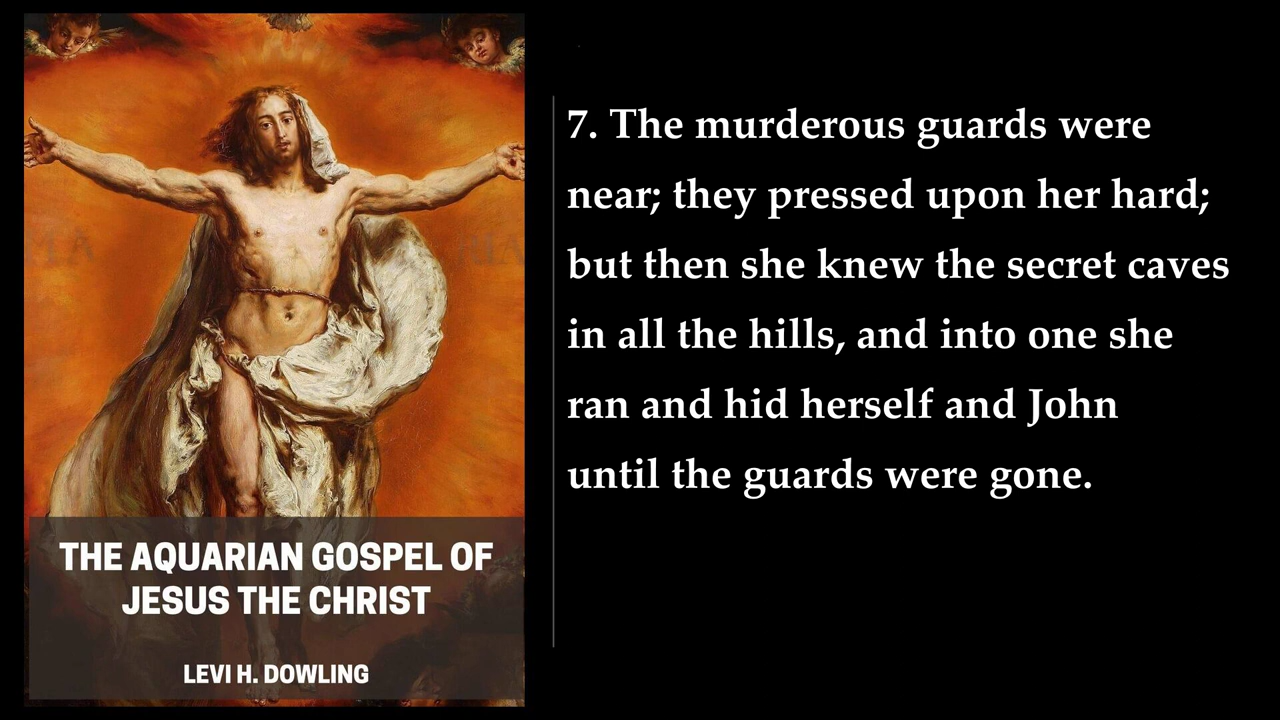 THE AQUARIAN GOSPEL OF
JESUS THE CHRIST
LEVI H. DOWLING
7. The murderous guards were
near; they pressed upon her hard;
but then she knew the secret caves
in all the hills, and into one she
ran and hid herself and John
until the guards were gone.